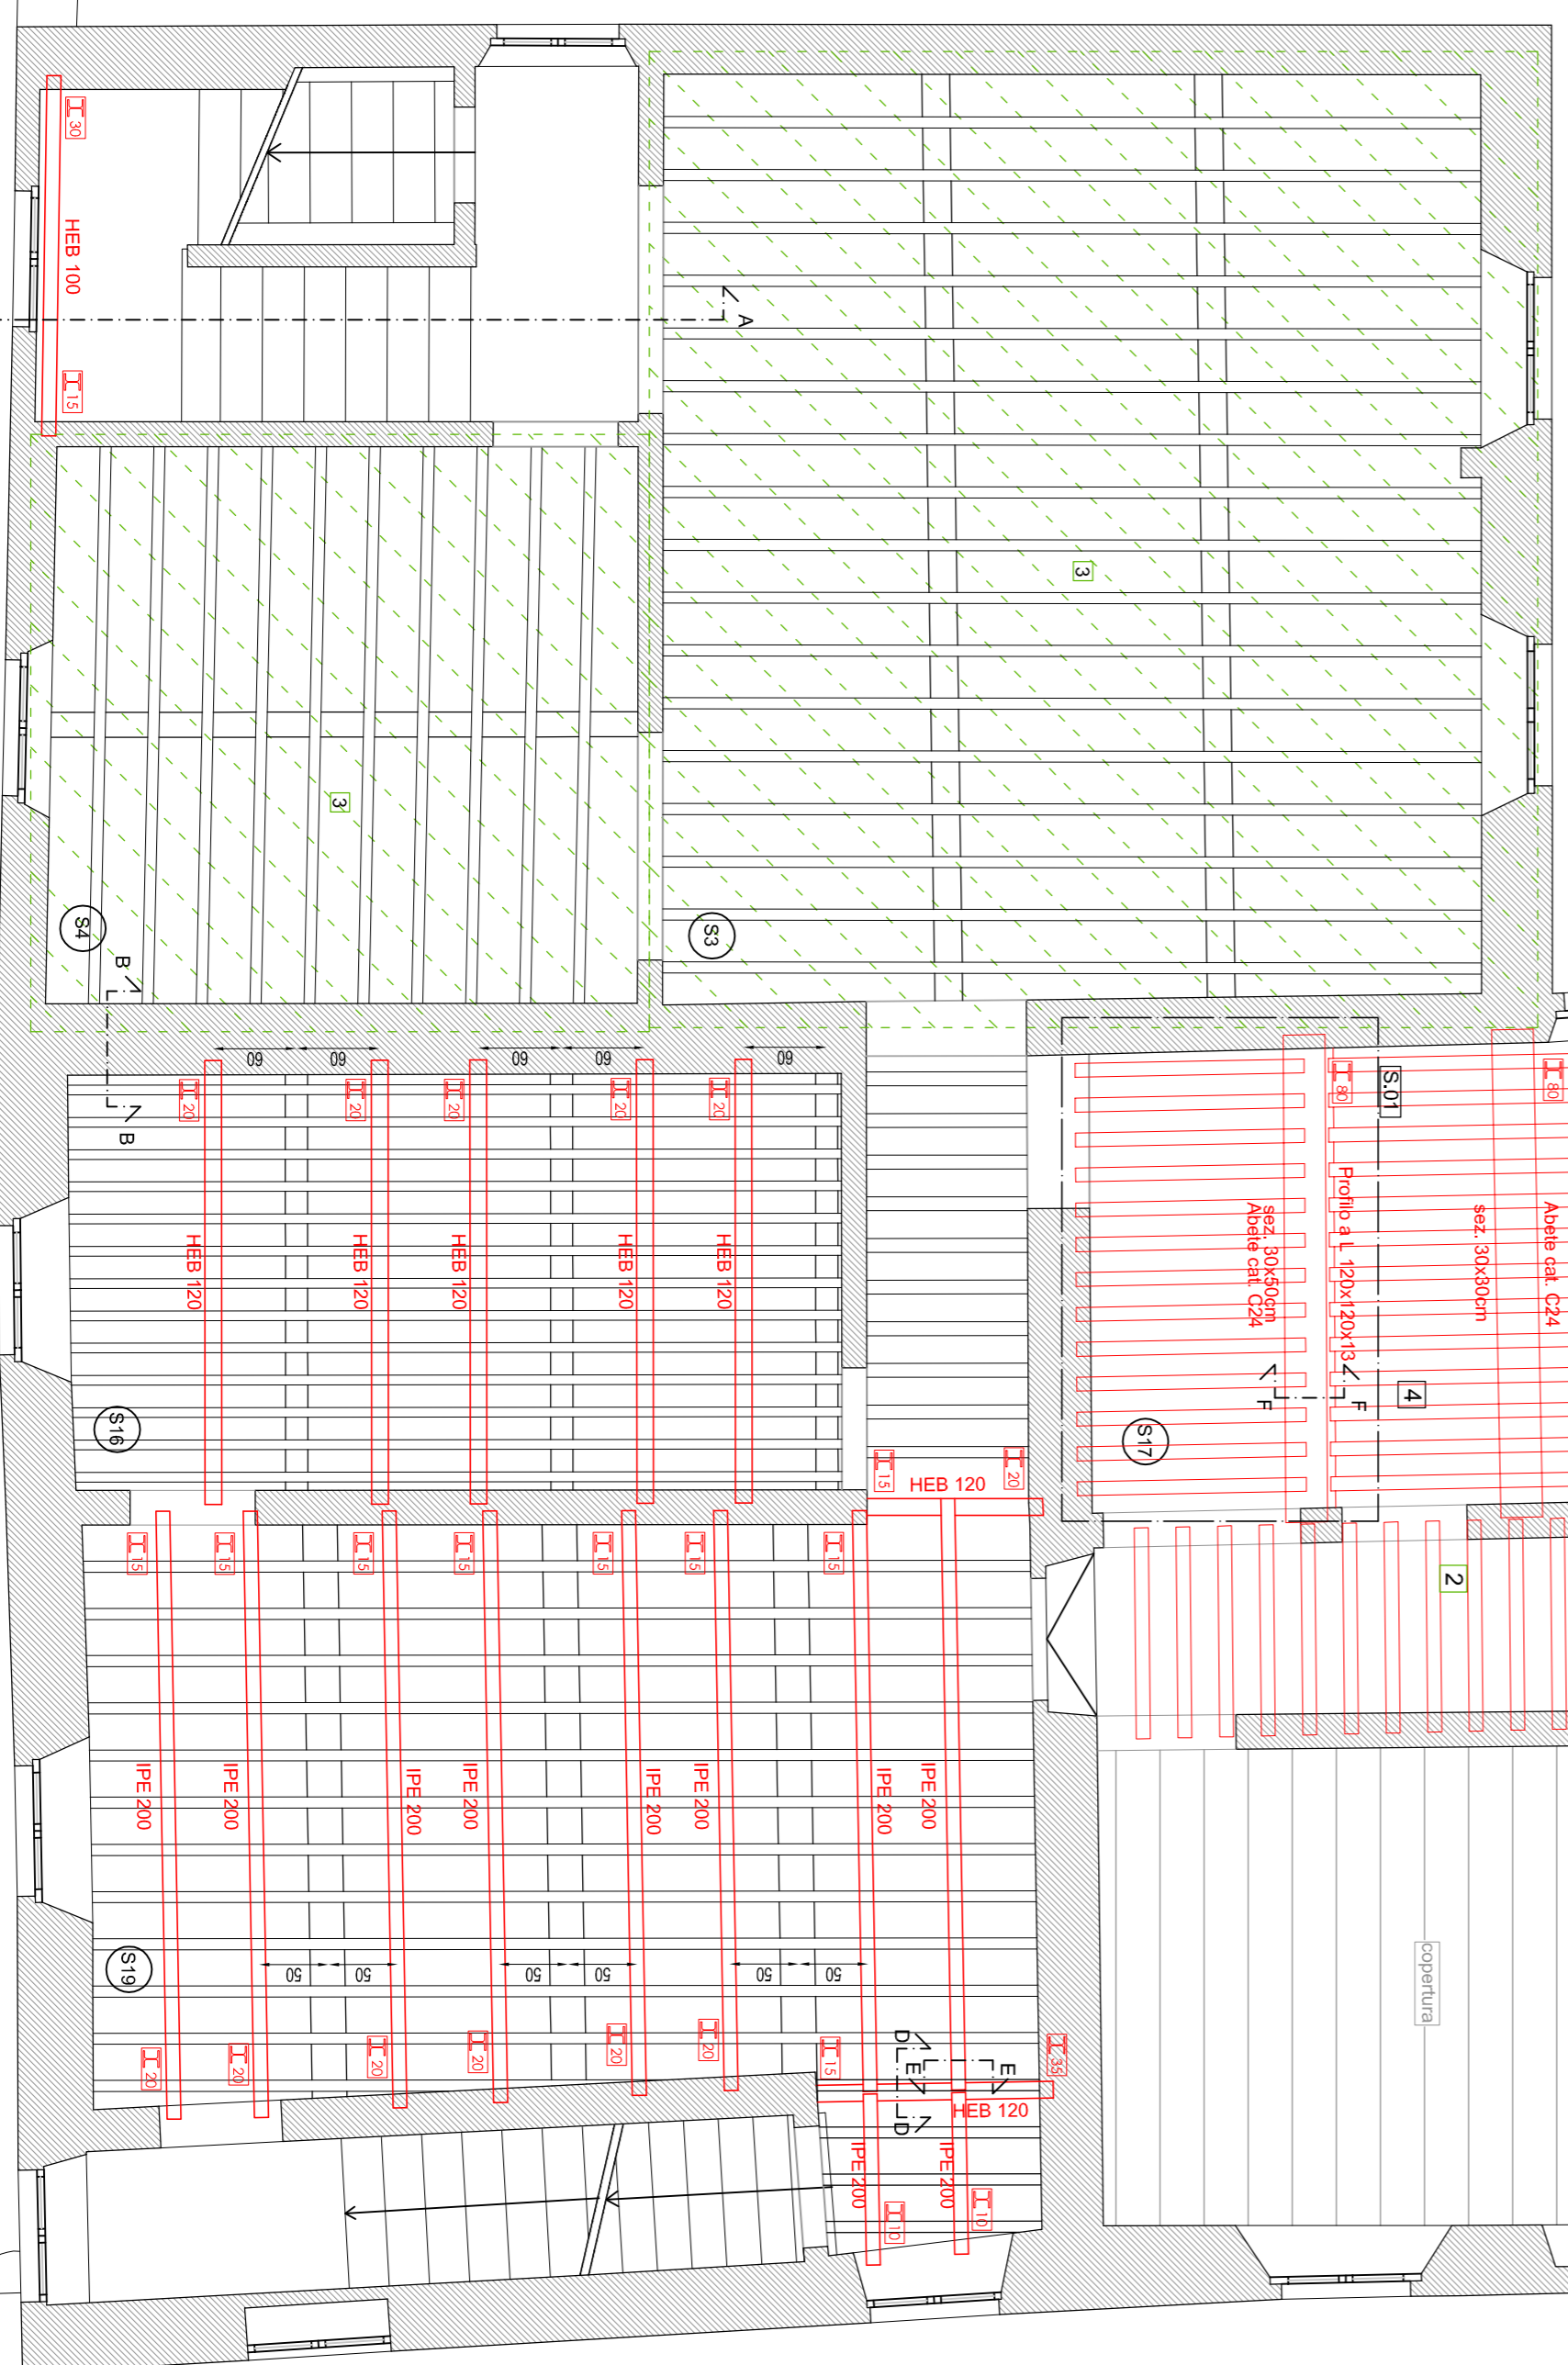 30
HEB 100
15
A
3
3
S4
S3
B
B
60
60
60
60
60
20
20
20
20
20
HEB 120
HEB 120
HEB 120
HEB 120
HEB 120
S16
80
80
S.01
Profilo a L 120x120x13
sez. 30x50cm
Abete cat. C24
sez. 30x30cm
Abete cat. C24
F
F
4
S17
15
20
HEB 120
2
15
15
15
15
15
15
15
IPE 200
IPE 200
IPE 200
IPE 200
IPE 200
IPE 200
IPE 200
IPE 200
S19
50
50
50
50
50
50
copertura
20
20
20
20
20
20
15
35
D
D
E
E
HEB 120
IPE 200
IPE 200
10
10